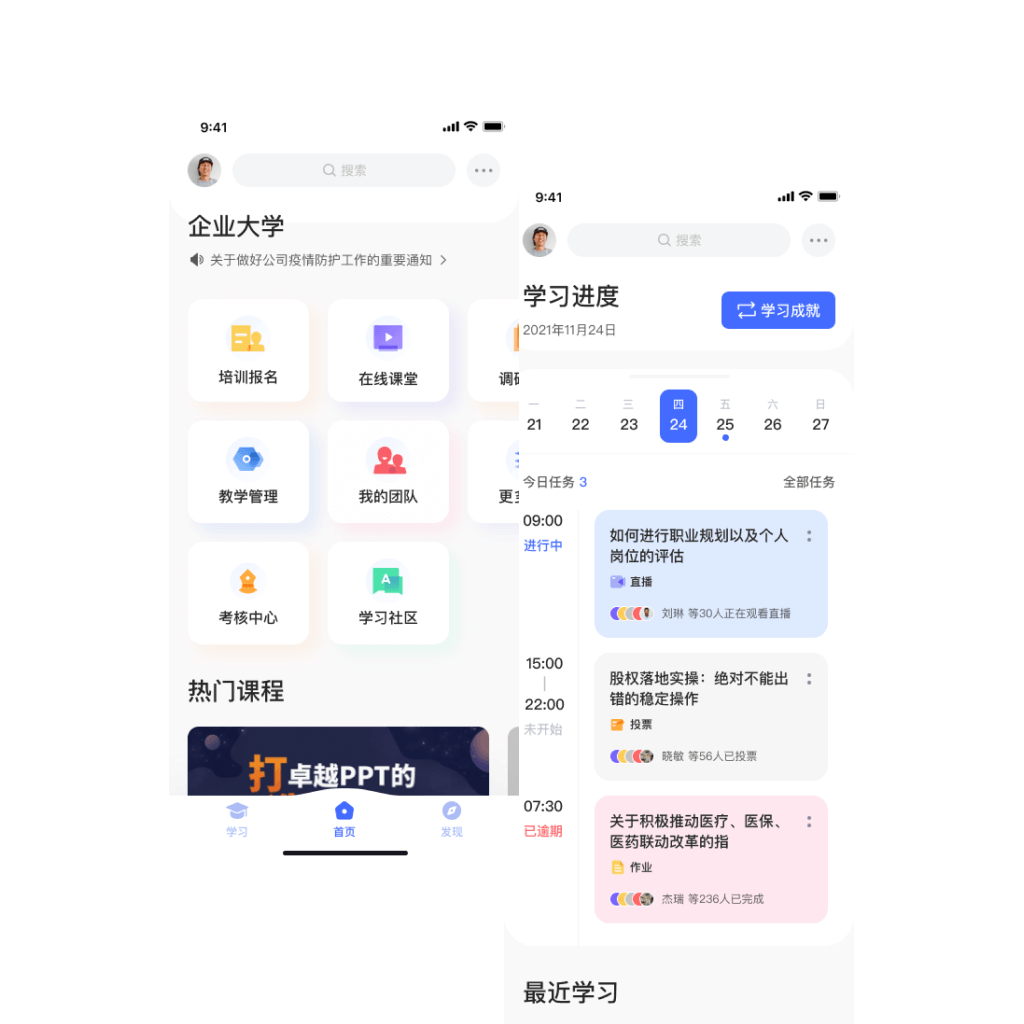 9:41
搜索
企业大学
关于做好公司疫情防护工作的重要通知
培训报名
在线课堂
教学管理
我的团队
考核中心
学习社区
热门课程
打卓越PPT的
学习
首页
发现
9:41
搜索
学习进度
2021年11月24日
学习成就
一 二 三 四 五 六 日
21 22 23 24 25 26 27
今日任务 3
全部任务
09:00
进行中
如何进行职业规划以及个人
岗位的评估
直播
刘琳 等30人正在观看直播
15:00
22:00
未开始
股权落地实操：绝对不能出
错的稳定操作
投票
晓敏 等56人已投票
07:30
已逾期
关于积极推动医疗、医保、
医药联动改革的指
作业
杰瑞 等236人已完成
最近学习